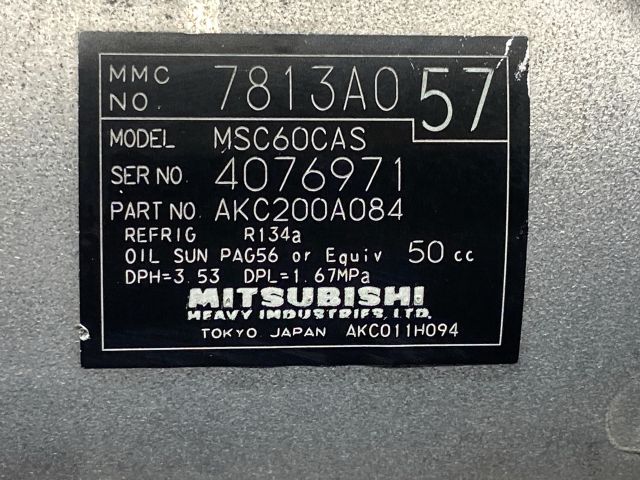 MMC NO. 7813A0 57
MODEL MSC60CAS
SER NO. 4076971
PART NO. AKC200A084
REFRIG R134a
OIL SUN PAG56 or Equiv 50 cc
DPH=3.53 DPL=1.67MPa
MITSUBISHI
HEAVY INDUSTRIES, LTD.
TOKYO JAPAN AKC011H094